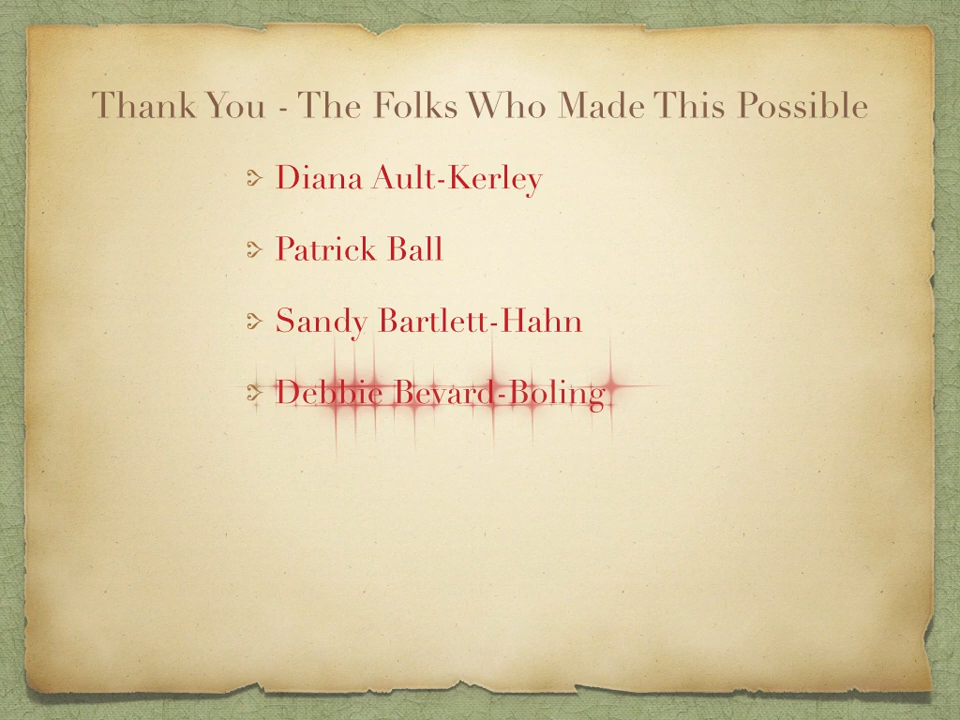 Thank You - The Folks Who Made This Possible
Diana Ault-Kerley
Patrick Ball
Sandy Bartlett-Hahn
Debbie Bevard-Boling